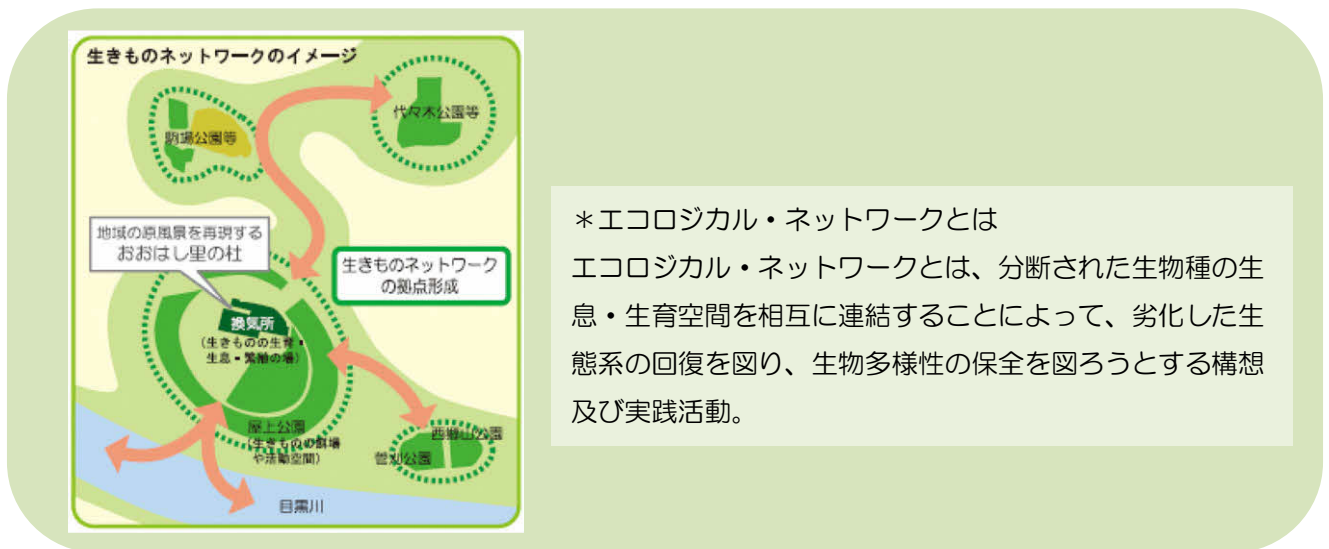 生きものネットワークのイメージ
代々木公園等
駒場公園等
地域の原風景を再現する
おおはし里の杜
生きものネットワーク
の拠点形成
換気所
(生きものの生育・
生息・繁殖の場)
屋上公園
(生きものの餌場
や活動空間)
西郷山公園
菅刈公園
目黒川
＊エコロジカル・ネットワークとは
エコロジカル・ネットワークとは、分断された生物種の生
息・生育空間を相互に連結することによって、劣化した生
態系の回復を図り、生物多様性の保全を図ろうとする構想
及び実践活動。